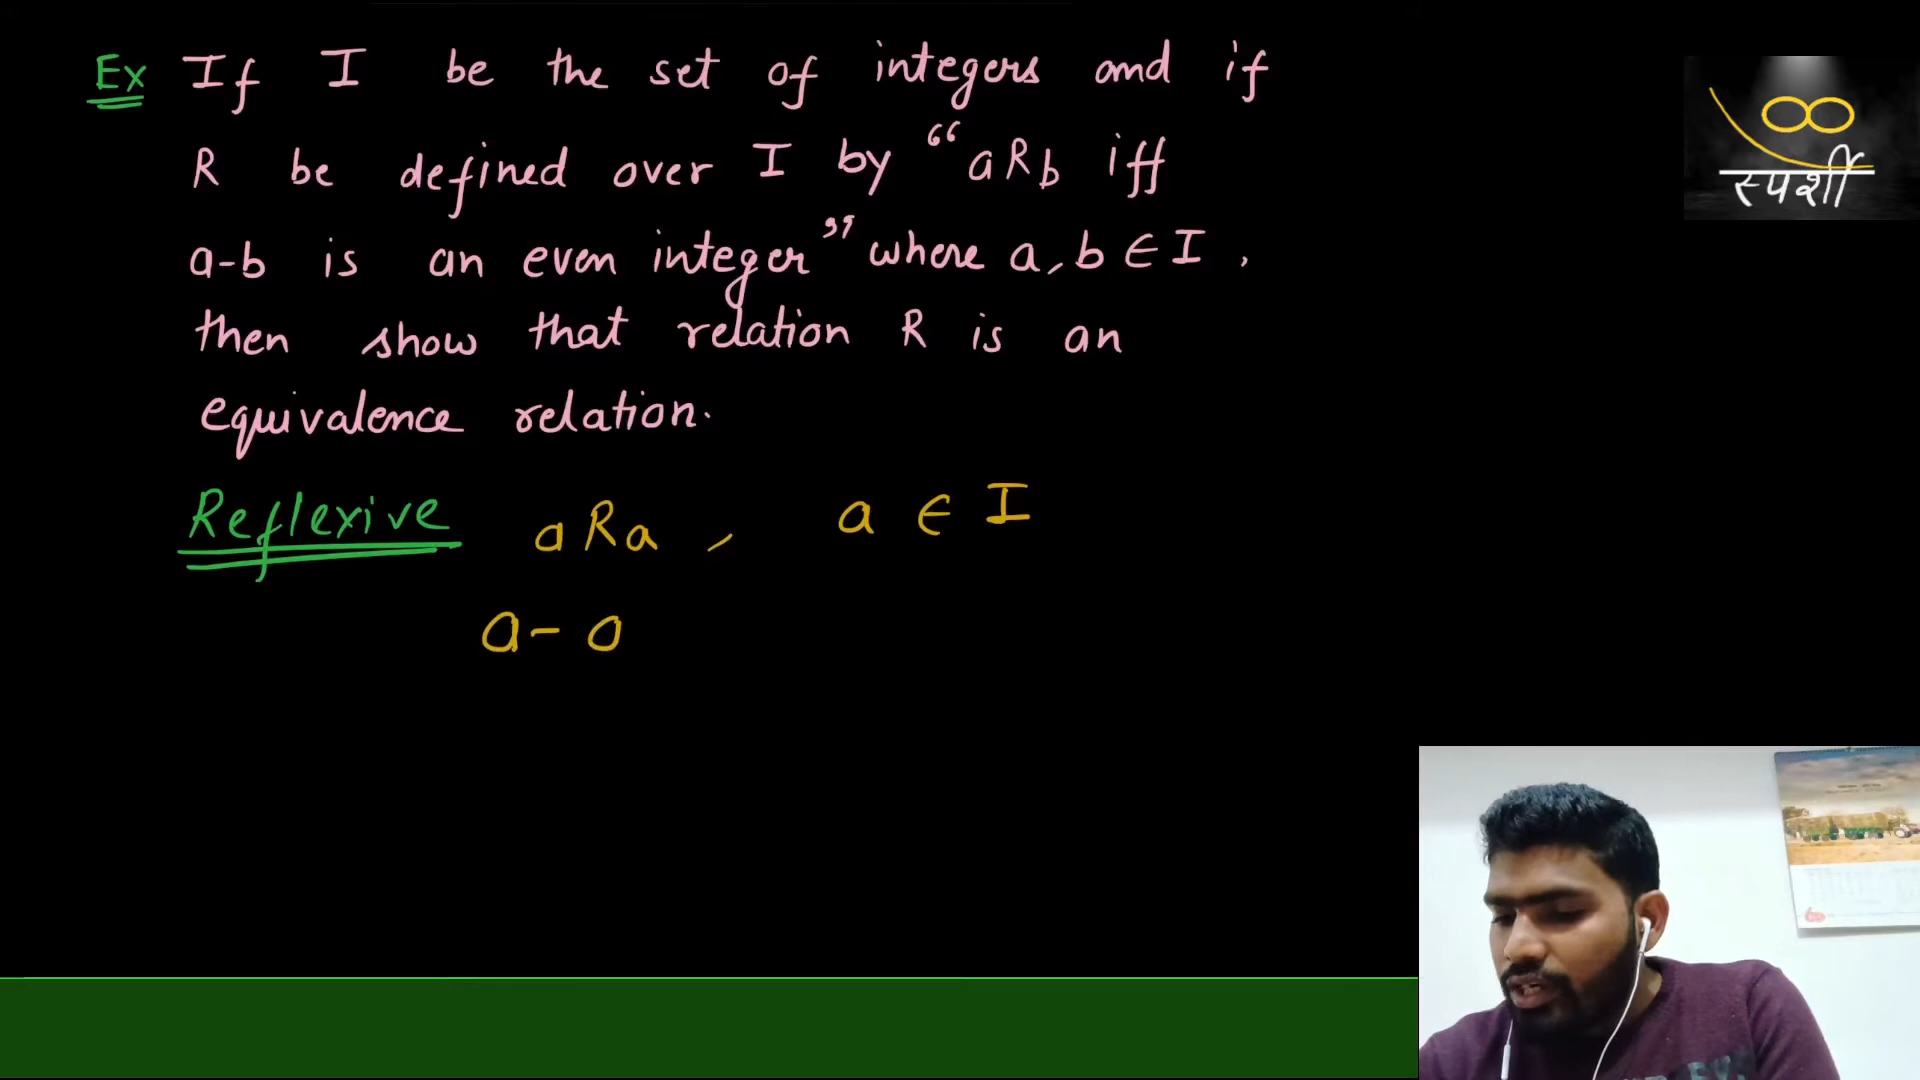 Ex If I be the set of integers and if
R be defined over I by “aRb iff
a-b is an even integer” where a, b ∈ I,
then show that relation R is an
equivalence relation.
Reflexive aRa, a ∈ I
a- a
स्पर्शी